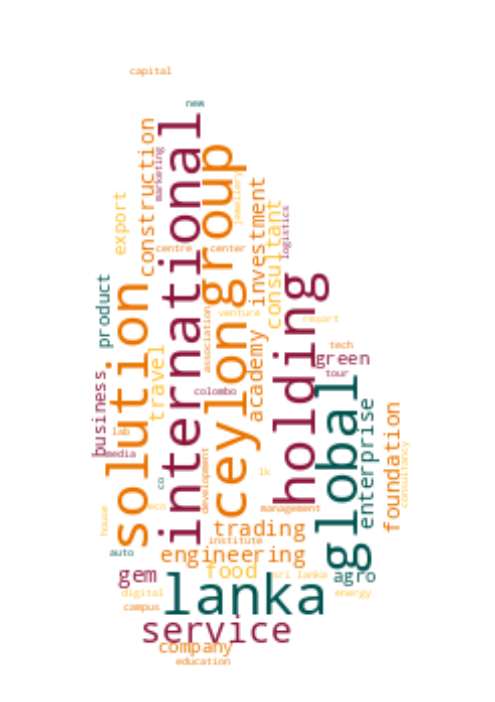 capital
new
international
group
construction
marketing
jewellery
investment
export
consultant
logistics
centre
center
holding
product
solution
ceylon
association
venture
resort
academy
travel
tech
green
tour
business
global
colombo
enterprise
foundation
lab
consultancy
media
development
lk
co
eco
house
management
trading
institute
auto
engineering
food
gem
sri lanka
agro
lanka
digital
energy
campus
service
company
education